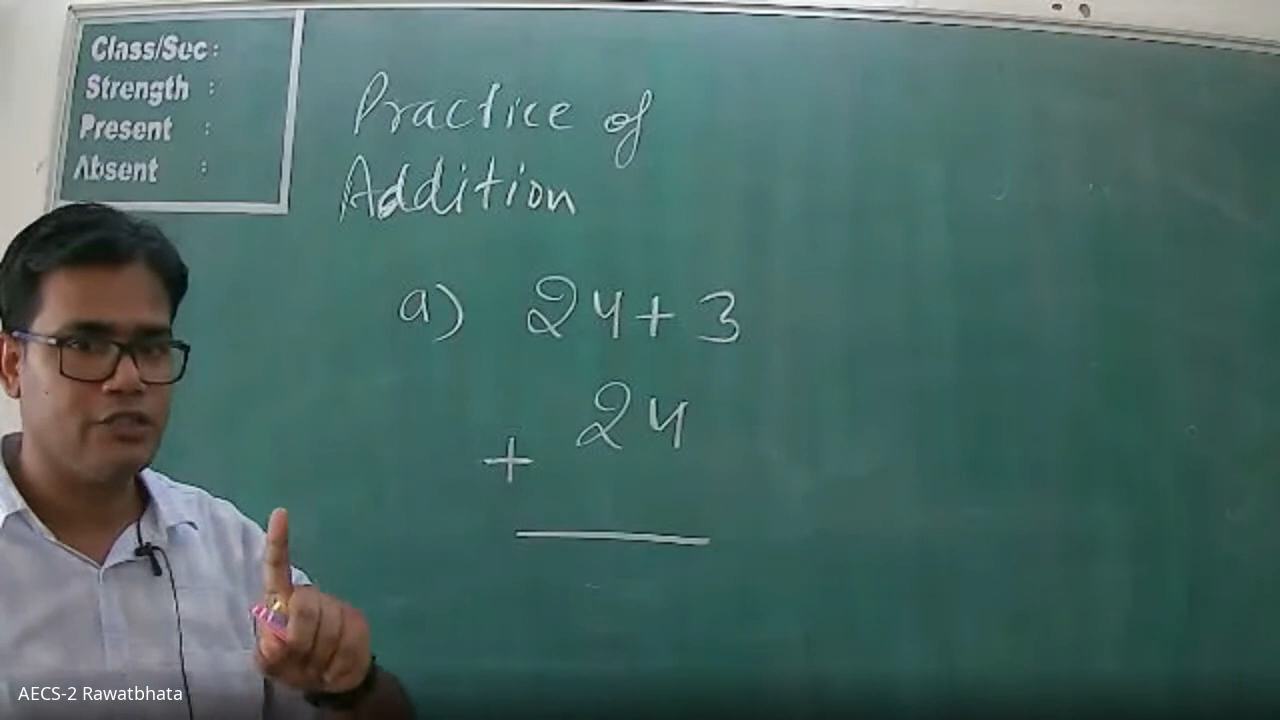 Class/Sec :
Strength :
Present :
Absent :
Practice of
Addition
a) 24 + 3
24
+
AECS-2 Rawatbhata